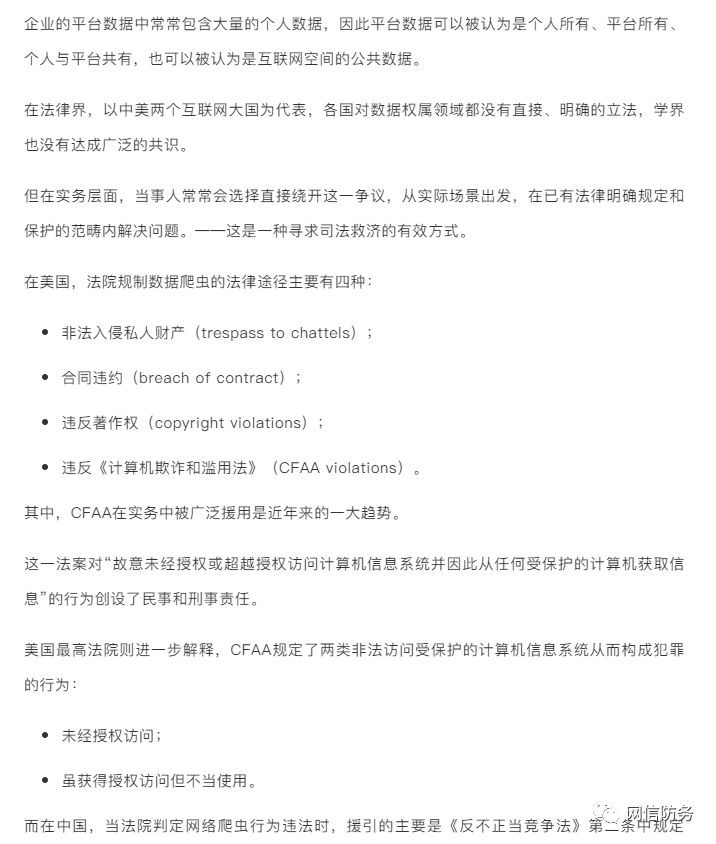 企业的平台数据中常常包含大量的个人数据，因此平台数据可以被认为是个人所有、平台所有、
个人与平台共有，也可以被认为是互联网空间的公共数据。
在法律界，以中美两个互联网大国为代表，各国对数据权属领域都没有直接、明确的立法，学界
也没有达成广泛的共识。
但在实务层面，当事人常常会选择直接绕开这一争议，从实际场景出发，在已有法律明确规定和
保护的范畴内解决问题。——这是一种寻求司法救济的有效方式。
在美国，法院规制数据爬虫的法律途径主要有四种：
• 非法入侵私人财产（trespass to chattels）；
• 合同违约（breach of contract）；
• 违反著作权（copyright violations）；
• 违反《计算机欺诈和滥用法》（CFAA violations）。
其中，CFAA在实务中被广泛援用是近年来的一大趋势。
这一法案对“故意未经授权或超越授权访问计算机信息系统并因此从任何受保护的计算机获取信
息”的行为创设了民事和刑事责任。
美国最高法院则进一步解释，CFAA规定了两类非法访问受保护的计算机信息系统从而构成犯罪
的行为：
• 未经授权访问；
• 虽获得授权访问但不当使用。
而在中国，当法院判定网络爬虫行为违法时，援引的主要是《反不正当竞争法》第二条中规定
网信防务